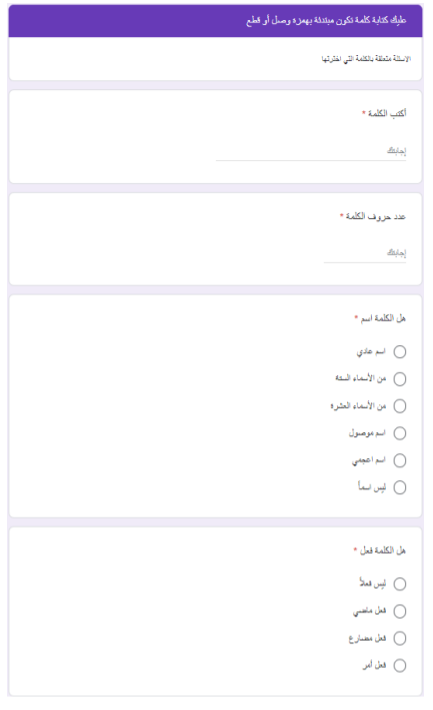 عليك كتابة كلمة تكون مبتدئة بهمزة وصل أو قطع
الاسئلة متعلقة بالكلمة التي اخترتها
أكتب الكلمة *
إجابتك
عدد حروف الكلمة *
إجابتك
هل الكلمة اسم *
اسم عادي
من الأسماء الستة
من الأسماء العشرة
اسم موصول
اسم اعجمي
ليس اسماً
هل الكلمة فعل *
ليس فعلاً
فعل ماضي
فعل مضارع
فعل أمر